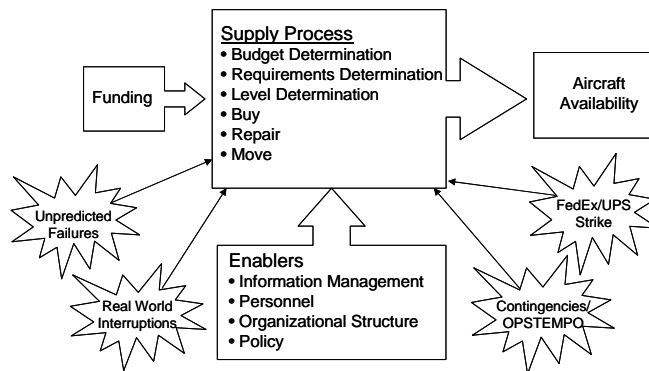 Supply Process
• Budget Determination
• Requirements Determination
• Level Determination
• Buy
• Repair
• Move
Funding
Aircraft
Availability
Unpredicted
Failures
FedEx/UPS
Strike
Real World
Interruptions
Enablers
• Information Management
• Personnel
• Organizational Structure
• Policy
Contingencies/
OPSTEMPO